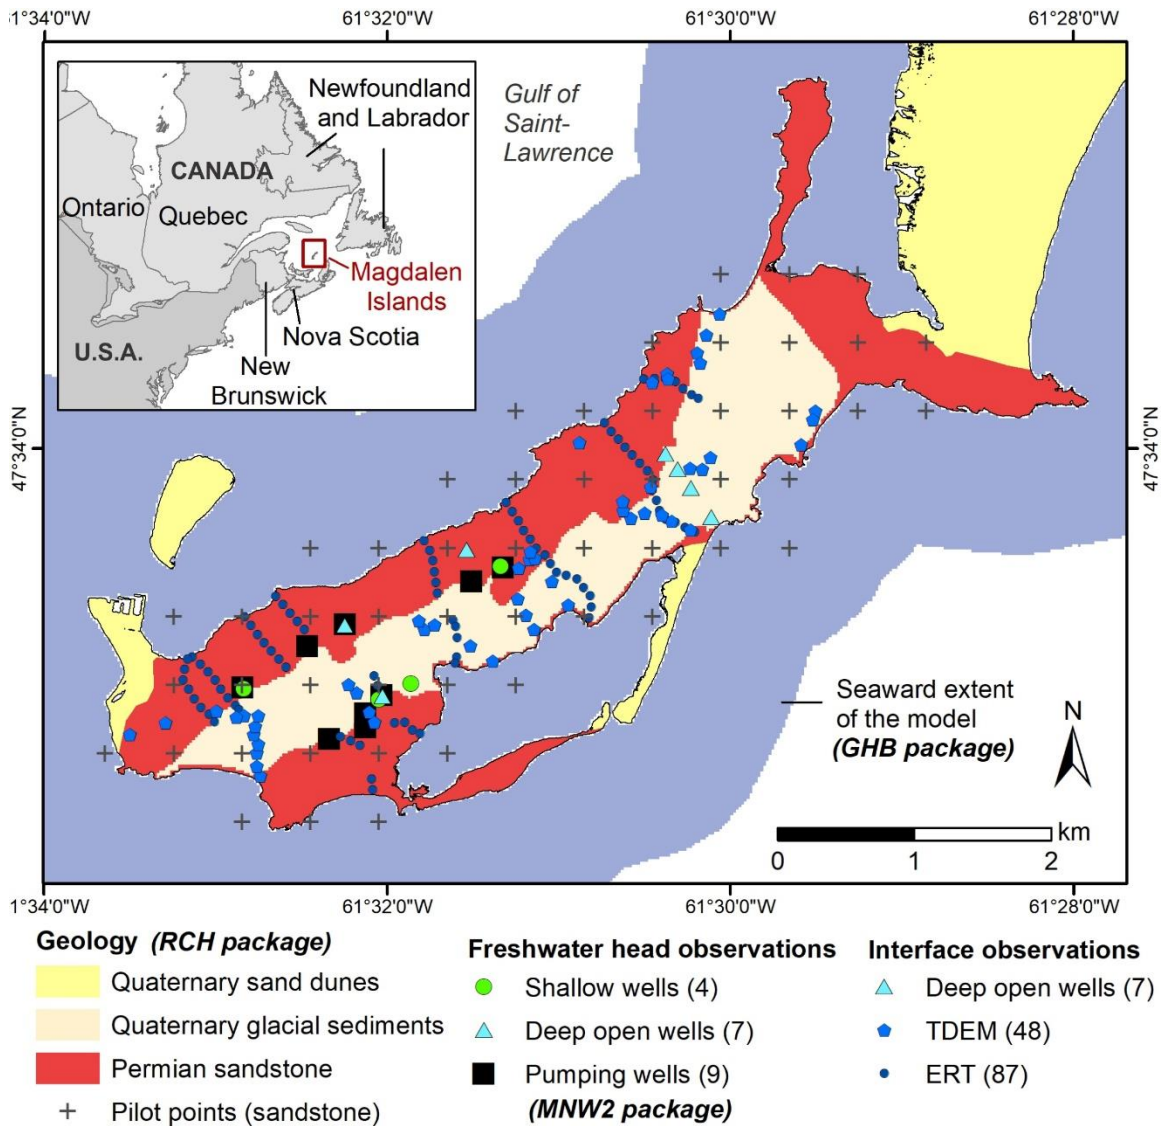 1°34'0"W 61°32'0"W 61°30'0"W 61°28'0"W
Newfoundland
and Labrador
CANADA
Ontario
Quebec
Magdalen
Islands
Nova Scotia
U.S.A.
New
Brunswick
Gulf of
Saint-
Lawrence
47°34'0"N
47°34'0"N
Seaward extent
of the model
(GHB package)
N
km
0 1 2
1°34'0"W 61°32'0"W 61°30'0"W 61°28'0"W
Geology (RCH package)
Quaternary sand dunes
Quaternary glacial sediments
Permian sandstone
Pilot points (sandstone)
Freshwater head observations
Shallow wells (4)
Deep open wells (7)
Pumping wells (9)
(MNW2 package)
Interface observations
Deep open wells (7)
TDEM (48)
ERT (87)